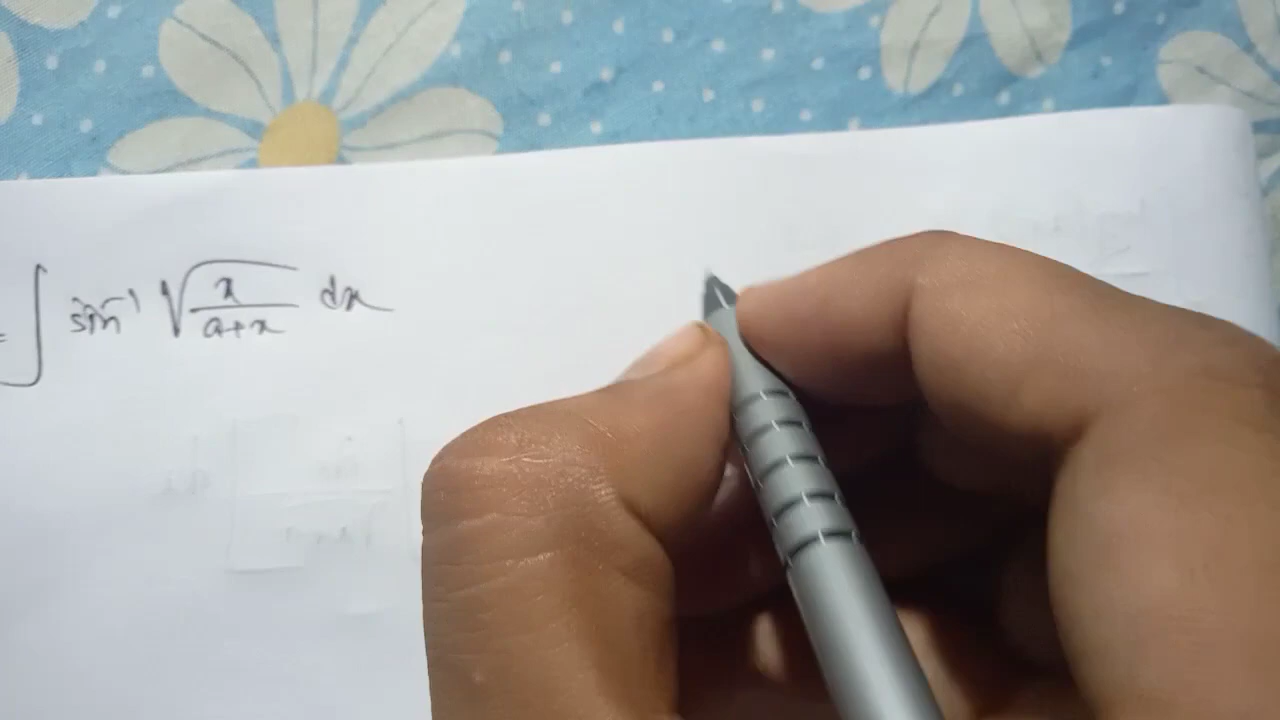 = ∫ sin⁻¹ √(x/(a+x)) dx